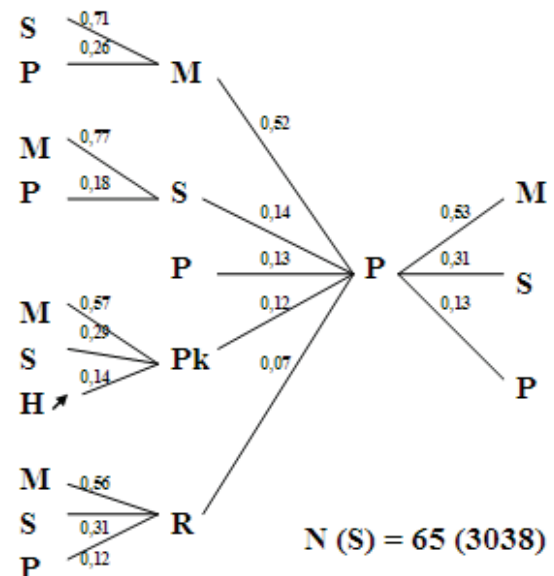 S 0,71
P 0,26 M
0,52
M 0,77
P 0,18 S 0,14 0,53 M
P 0,13 P 0,31 S
M 0,57 0,12 0,13
S 0,29 Pk 0,07
H 0,14 P
M 0,56
S 0,31 R
P 0,12
N (S) = 65 (3038)